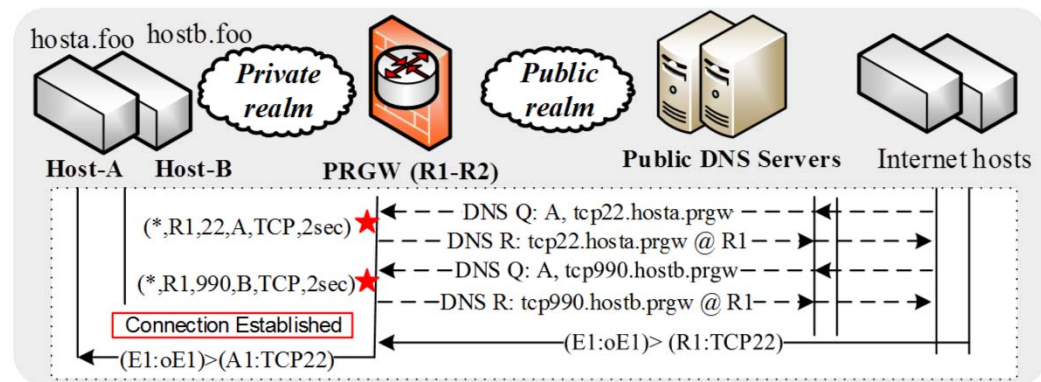 hosta.foo hostb.foo
Private realm
Public realm
Host-A Host-B
PRGW (R1-R2)
Public DNS Servers
Internet hosts
DNS Q: A, tcp22.hosta.prgw
(*,R1,22,A,TCP,2sec)
DNS R: tcp22.hosta.prgw @ R1
DNS Q: A, tcp990.hostb.prgw
(*,R1,990,B,TCP,2sec)
DNS R: tcp990.hostb.prgw @ R1
Connection Established
(E1:oE1)> (R1:TCP22)
(E1:oE1)>(A1:TCP22)